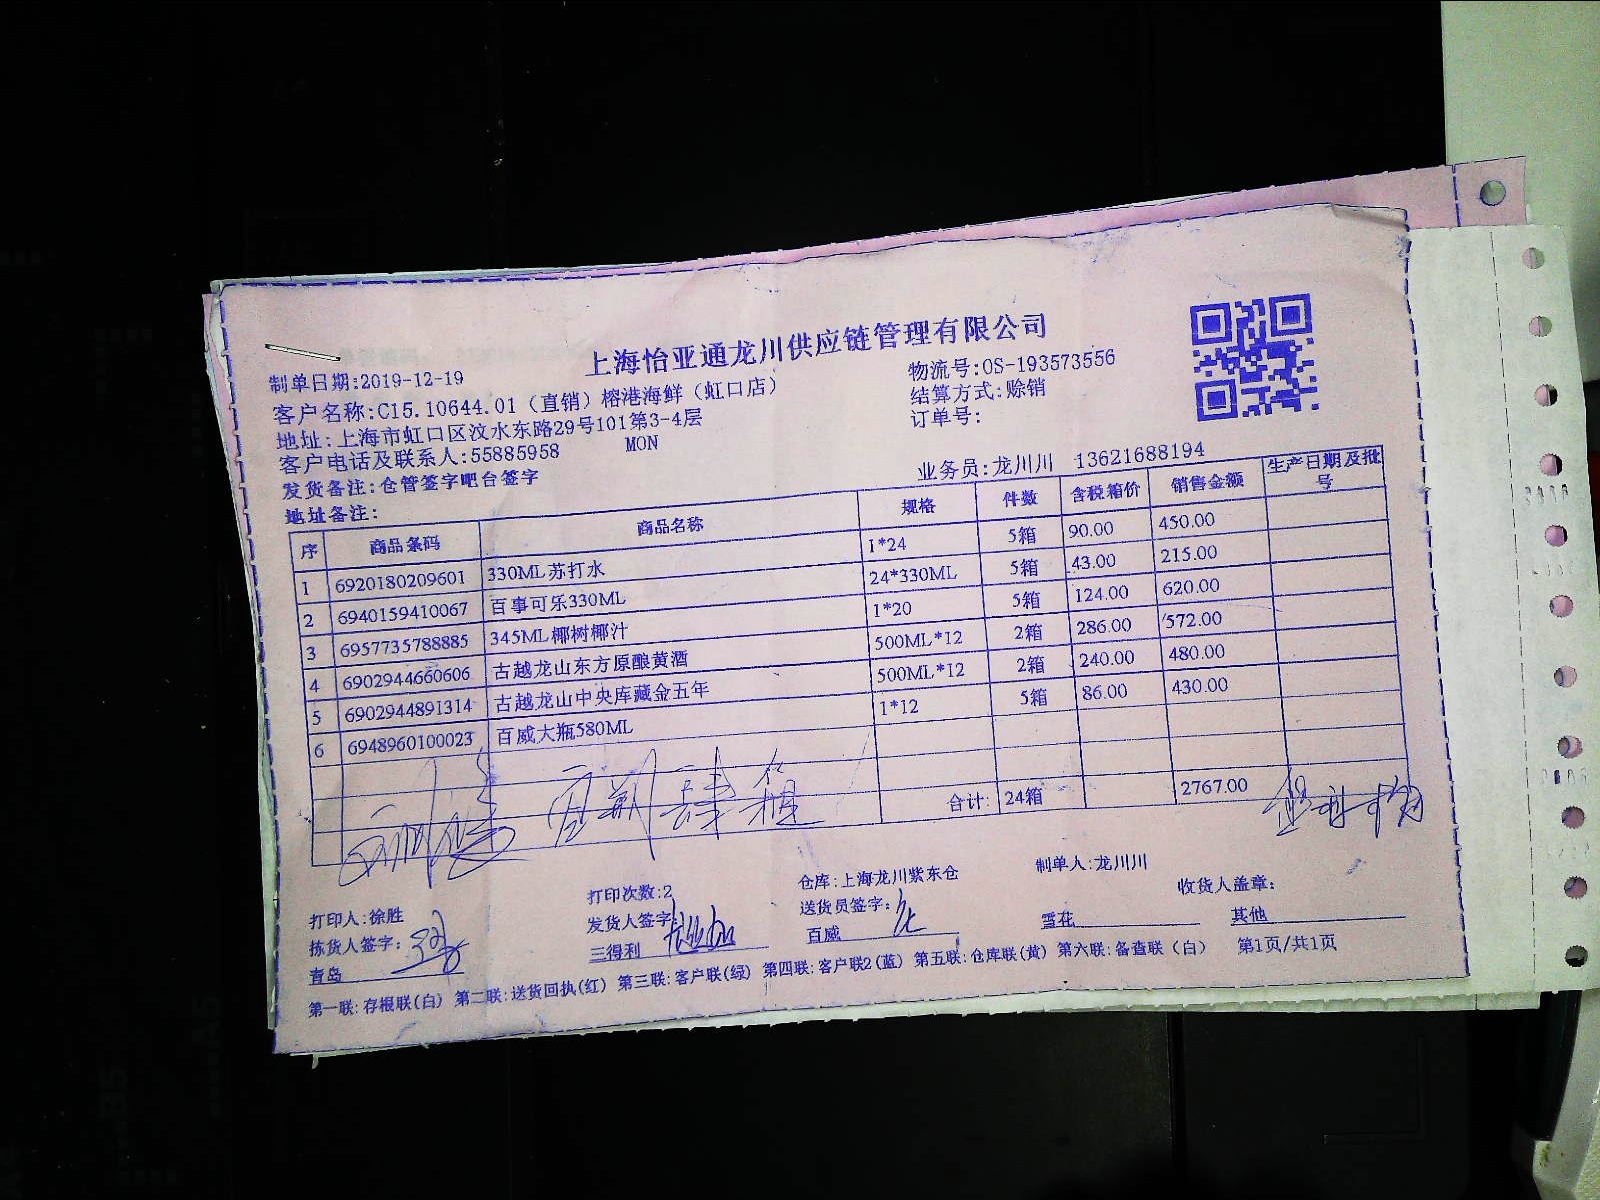 上海怡亚通龙川供应链管理有限公司
制单日期:2019-12-19
物流号:OS-193573556
客户名称:C15.10644.01（直销）榕港海鲜（虹口店）
结算方式:赊销
地址:上海市虹口区汶水东路29号101第3-4层
订单号:
客户电话及联系人:55885958 MON
发货备注:仓管签字吧台签字
业务员:龙川川 13621688194
地址备注:
序 商品条码 商品名称 规格 件数 含税箱价 销售金额 生产日期及批号
1 6920180209601 330ML苏打水 1*24 5箱 90.00 450.00
2 6940159410067 百事可乐330ML 24*330ML 5箱 43.00 215.00
3 6957735788885 345ML椰树椰汁 1*20 5箱 124.00 620.00
4 6902944660606 古越龙山东方原酿黄酒 500ML*12 2箱 286.00 572.00
5 6902944891314 古越龙山中央库藏金五年 500ML*12 2箱 240.00 480.00
6 6948960100023 百威大瓶580ML 1*12 5箱 86.00 430.00
合计: 24箱 2767.00
打印人:徐胜 打印次数:2 仓库:上海龙川紫东仓 制单人:龙川川
拣货人签字: 发货人签字: 送货员签字: 收货人盖章:
青岛 三得利 百威 雪花 其他
第一联:存根联(白) 第二联:送货回执(红) 第三联:客户联(绿) 第四联:客户联2(蓝) 第五联:仓库联(黄) 第六联:备查联（白） 第1页/共1页